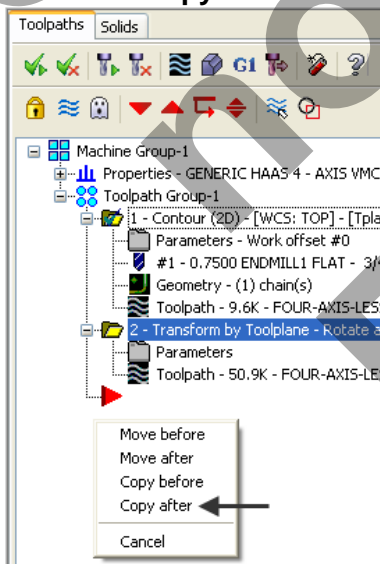 Toolpaths
Solids
G1
Machine Group-1
Properties - GENERIC HAAS 4 - AXIS VMC
Toolpath Group-1
1 - Contour (2D) - [WCS: TOP] - [Tpla
Parameters - Work offset #0
#1 - 0.7500 ENDMILL1 FLAT - 3/
Geometry - (1) chain(s)
Toolpath - 9.6K - FOUR-AXIS-LES
2 - Transform by Toolplane - Rotate a
Parameters
Toolpath - 50.9K - FOUR-AXIS-LE
Move before
Move after
Copy before
Copy after
Cancel